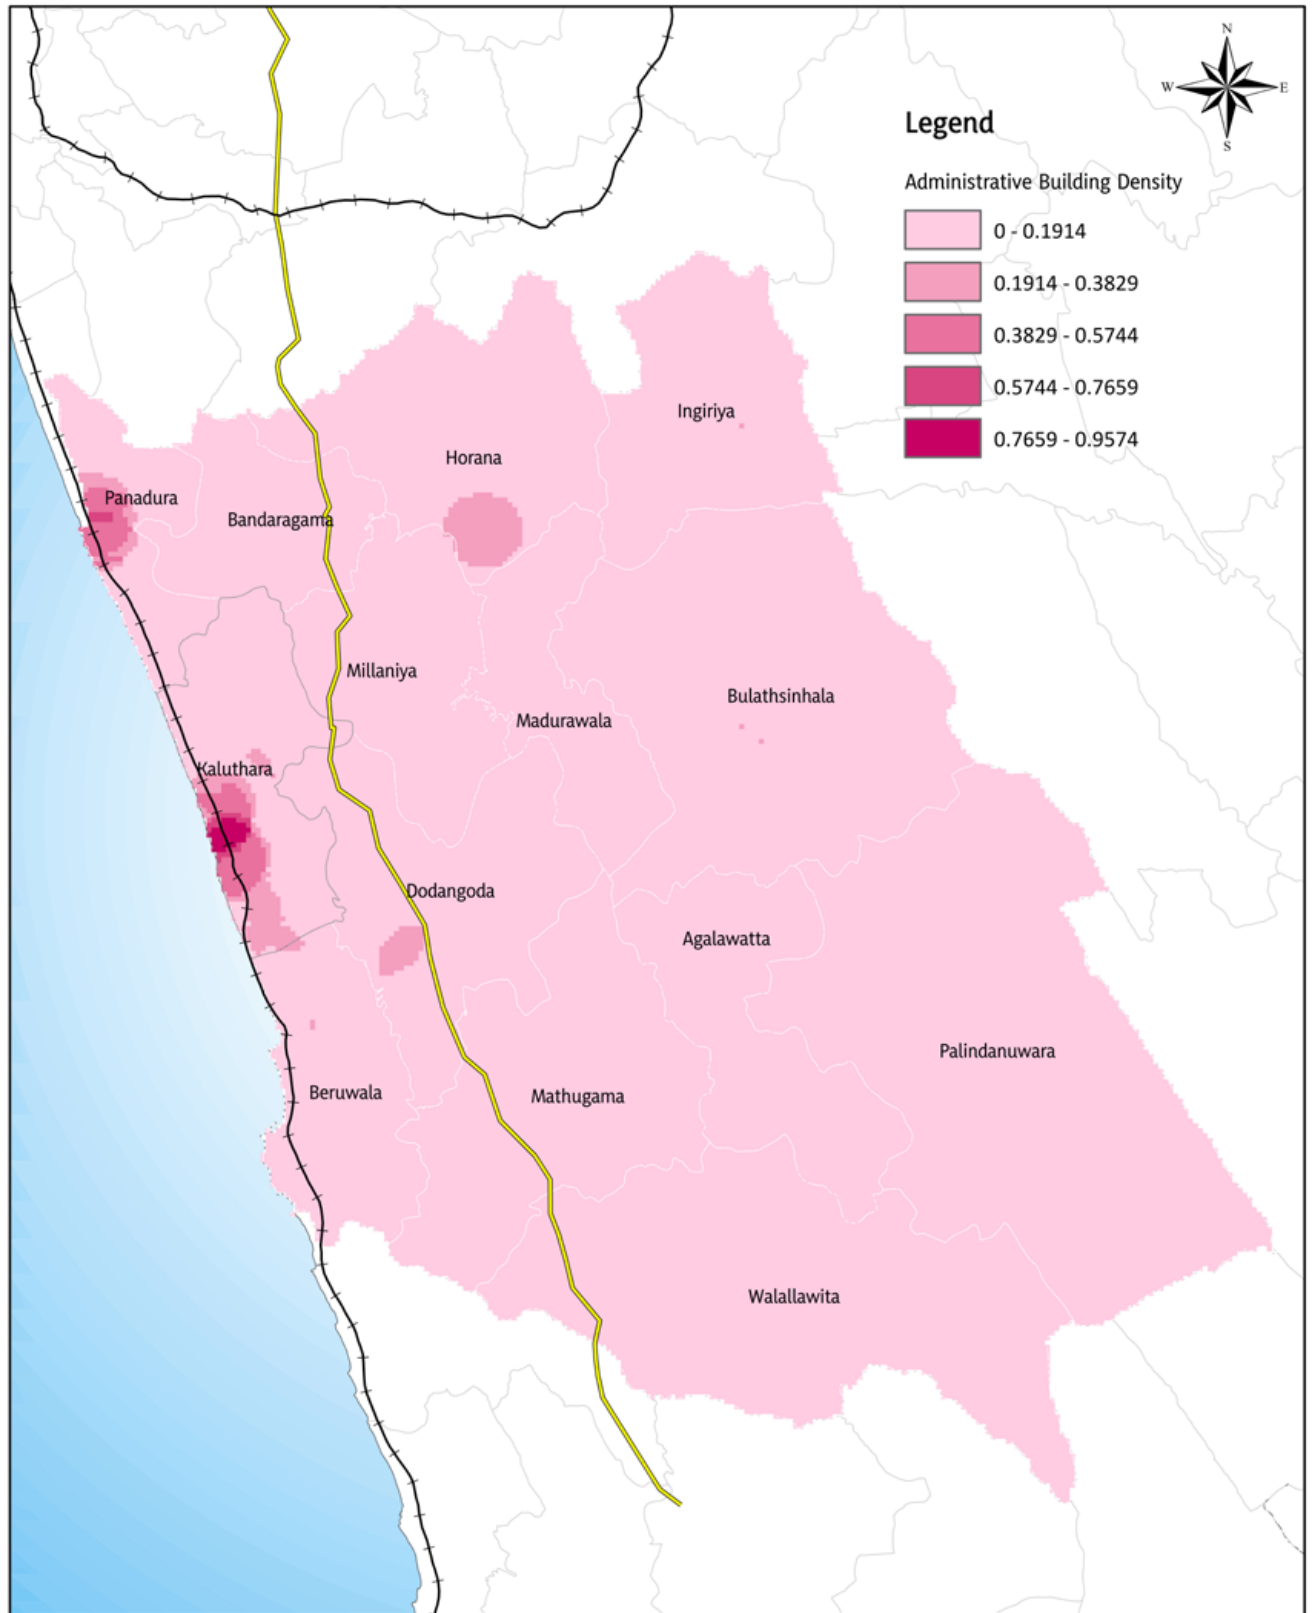 N
W
E
S
Legend
Administrative Building Density
0 - 0.1914
0.1914 - 0.3829
0.3829 - 0.5744
0.5744 - 0.7659
0.7659 - 0.9574
Ingiriya
Horana
Panadura
Bandaragama
Millaniya
Bulathsinhala
Madurawala
Kaluthara
Dodangoda
Agalawatta
Palindanuwara
Beruwala
Mathugama
Walallawita